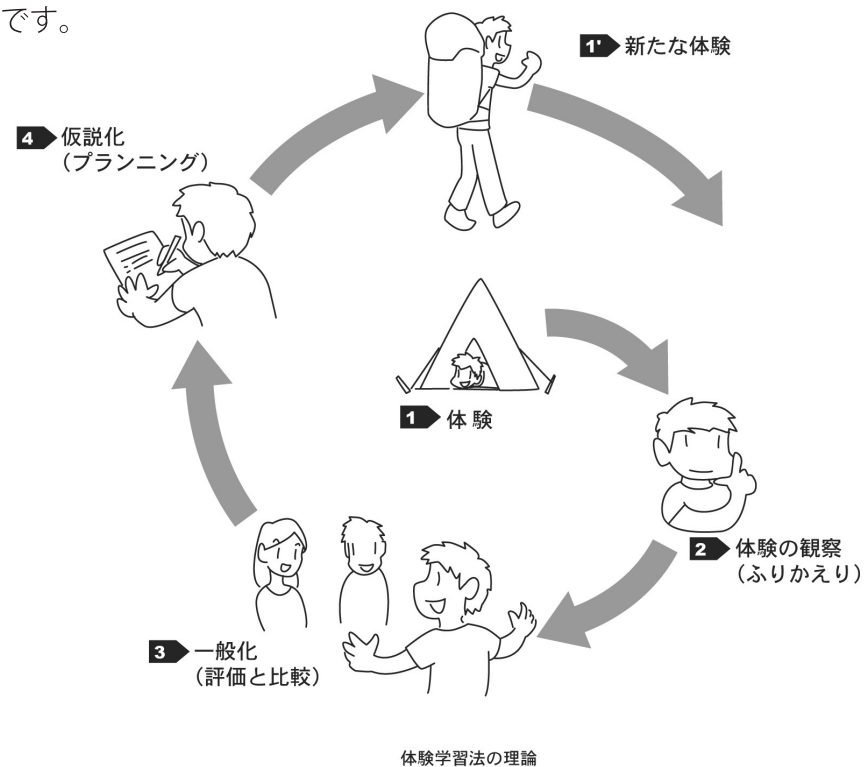 です。
1' 新たな体験
4 仮説化
(プランニング)
1 体 験
2 体験の観察
(ふりかえり)
3 一般化
(評価と比較)
体験学習法の理論